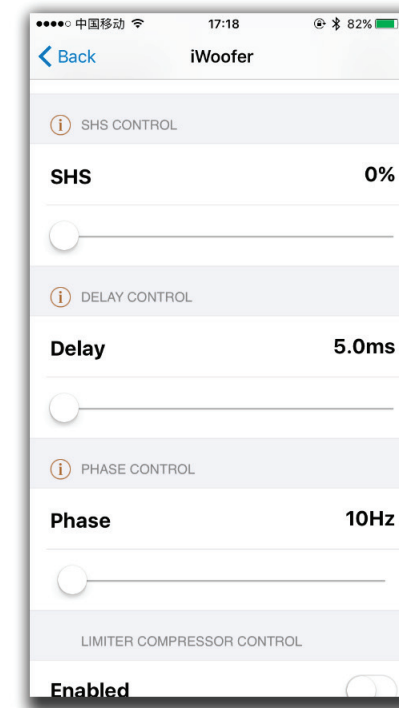 中国移动 17:18 82%
Back iWoofer
SHS CONTROL
SHS 0%
DELAY CONTROL
Delay 5.0ms
PHASE CONTROL
Phase 10Hz
LIMITER COMPRESSOR CONTROL
Enabled